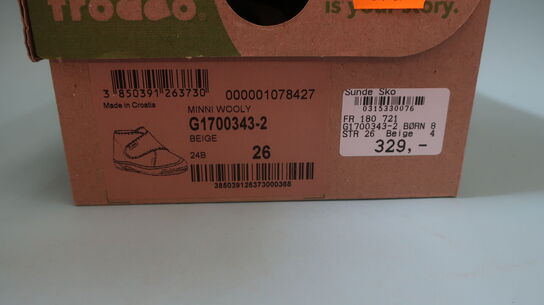 froddo
is your story.
3 850391 263730
000001078427
Made in Croatia
MINNI WOOLY
G1700343-2
BEIGE
24B
26
385039126373000368
Sunde Sko
0315330076
FR 180 721
G1700343-2 BØRN 8
STR 26 Beige 4
329,-